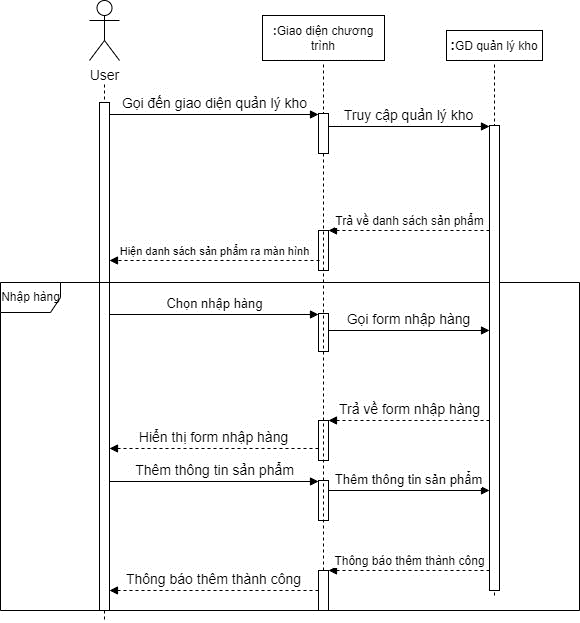 :Giao diện chương
trình
:GD quản lý kho
User
Gọi đến giao diện quản lý kho
Truy cập quản lý kho
Trả về danh sách sản phẩm
Hiện danh sách sản phẩm ra màn hình
Nhập hàng
Chọn nhập hàng
Gọi form nhập hàng
Trả về form nhập hàng
Hiển thị form nhập hàng
Thêm thông tin sản phẩm
Thêm thông tin sản phẩm
Thông báo thêm thành công
Thông báo thêm thành công